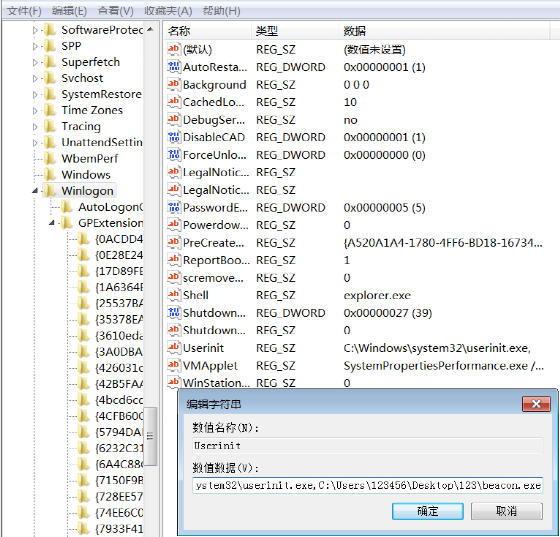 文件(F) 编辑(E) 查看(V) 收藏夹(A) 帮助(H)
SoftwareProtec
SPP
Superfetch
Svchost
SystemRestore
Time Zones
Tracing
UnattendSettin
WbemPerf
Windows
Winlogon
AutoLogonC
GPExtension
{0ACDD4
{0E28E24
{17D89FE
{1A6364E
{25537BA
{35378EA
{3610eda
{3A0DBA
{426031c
{42B5FAA
{4bcd6cc
{4CFB60C
{5794DAI
{6232C31
{6A4C88C
{7150F9B
{728EE57
{74EE6C0
{7933F41
名称 类型 数据
(默认) REG_SZ (数值未设置)
AutoResta... REG_DWORD 0x00000001 (1)
Background REG_SZ 0 0 0
CachedLo... REG_SZ 10
DebugSer... REG_SZ no
DisableCAD REG_DWORD 0x00000001 (1)
ForceUnlo... REG_DWORD 0x00000000 (0)
LegalNotic... REG_SZ
LegalNotic... REG_SZ
PasswordE... REG_DWORD 0x00000005 (5)
Powerdow... REG_SZ 0
PreCreate... REG_SZ {A520A1A4-1780-4FF6-BD18-16734...
ReportBoo... REG_SZ 1
scremove... REG_SZ 0
Shell REG_SZ explorer.exe
Shutdown... REG_DWORD 0x00000027 (39)
Shutdown... REG_SZ 0
Userinit REG_SZ C:\Windows\system32\userinit.exe,
VMApplet REG_SZ SystemPropertiesPerformance.exe /...
WinStation... REG_SZ 0
编辑字符串
数值名称(N):
Userinit
数值数据(V):
ystem32\userinit.exe,C:\Users\123456\Desktop\123\beacon.exe
确定 取消